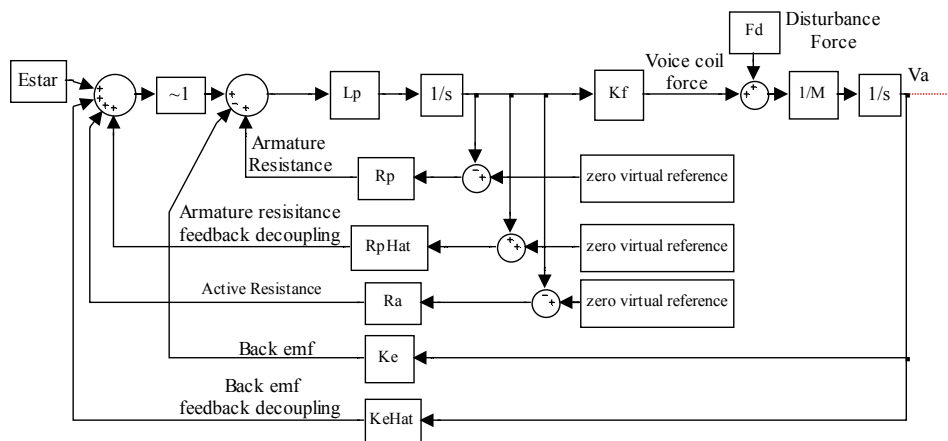 Estar
~1
Lp
1/s
Kf
Voice coil
force
Fd
Disturbance
Force
1/M
1/s
Va
Armature
Resistance
Rp
zero virtual reference
Armature resisitance
feedback decoupling
RpHat
zero virtual reference
Active Resistance
Ra
zero virtual reference
Back emf
Ke
Back emf
feedback decoupling
KeHat